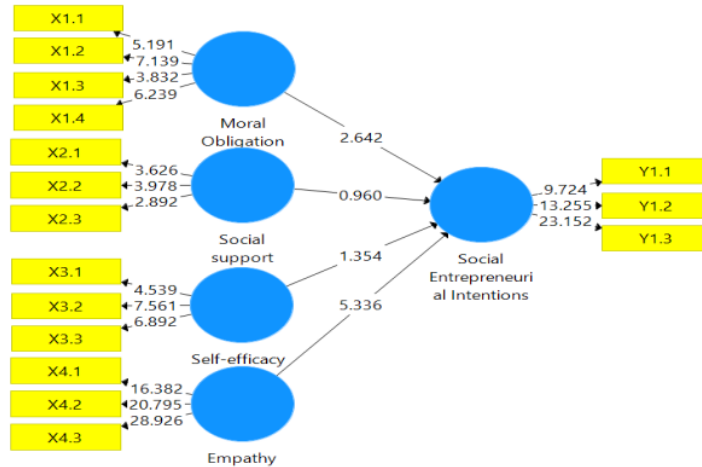 X1.1
5.191
X1.2
7.139
X1.3
3.832
X1.4
6.239
Moral
Obligation
2.642
X2.1
3.626
X2.2
3.978
X2.3
2.892
Social
support
0.960
X3.1
4.539
X3.2
7.561
X3.3
6.892
Self-efficacy
1.354
X4.1
16.382
X4.2
20.795
X4.3
28.926
Empathy
5.336
Social
Entrepreneuri
al Intentions
9.724
Y1.1
13.255
Y1.2
23.152
Y1.3